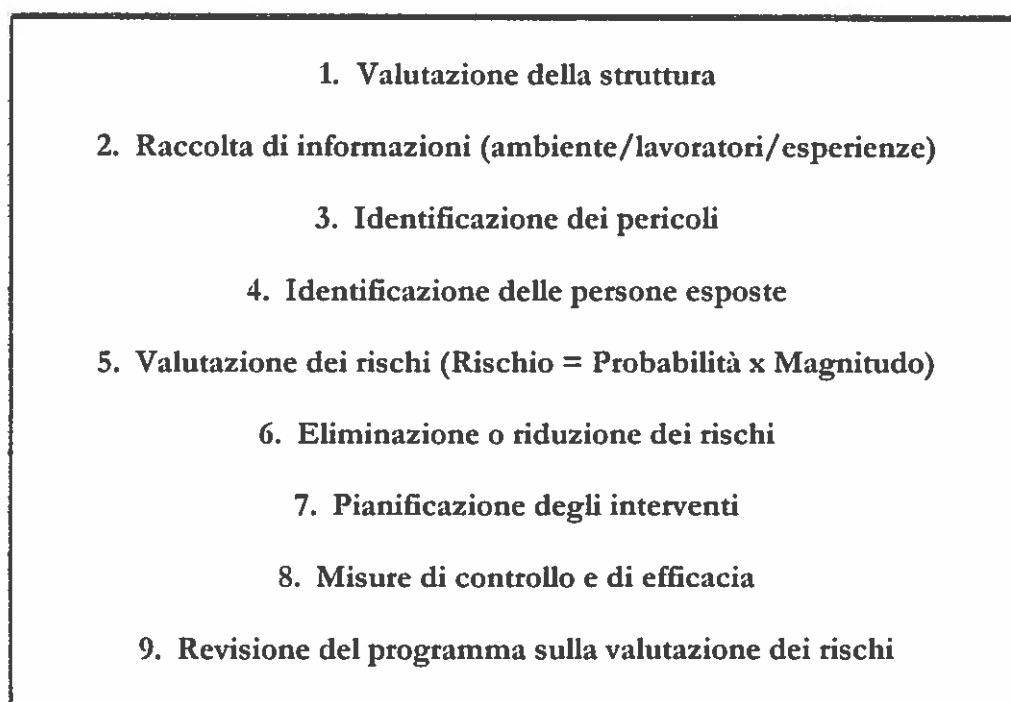 1. Valutazione della struttura
2. Raccolta di informazioni (ambiente/lavoratori/esperienze)
3. Identificazione dei pericoli
4. Identificazione delle persone esposte
5. Valutazione dei rischi (Rischio = Probabilità x Magnitudo)
6. Eliminazione o riduzione dei rischi
7. Pianificazione degli interventi
8. Misure di controllo e di efficacia
9. Revisione del programma sulla valutazione dei rischi